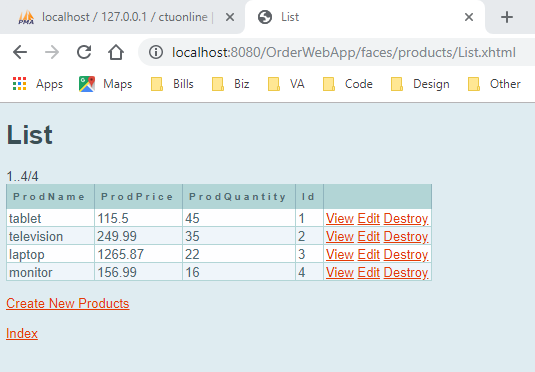 PMA localhost / 127.0.0.1 / ctuonline | List
localhost:8080/OrderWebApp/faces/products/List.xhtml
Apps Maps Bills Biz VA Code Design Other
List
1..4/4
ProdName ProdPrice ProdQuantity Id
tablet 115.5 45 1 View Edit Destroy
television 249.99 35 2 View Edit Destroy
laptop 1265.87 22 3 View Edit Destroy
monitor 156.99 16 4 View Edit Destroy
Create New Products
Index